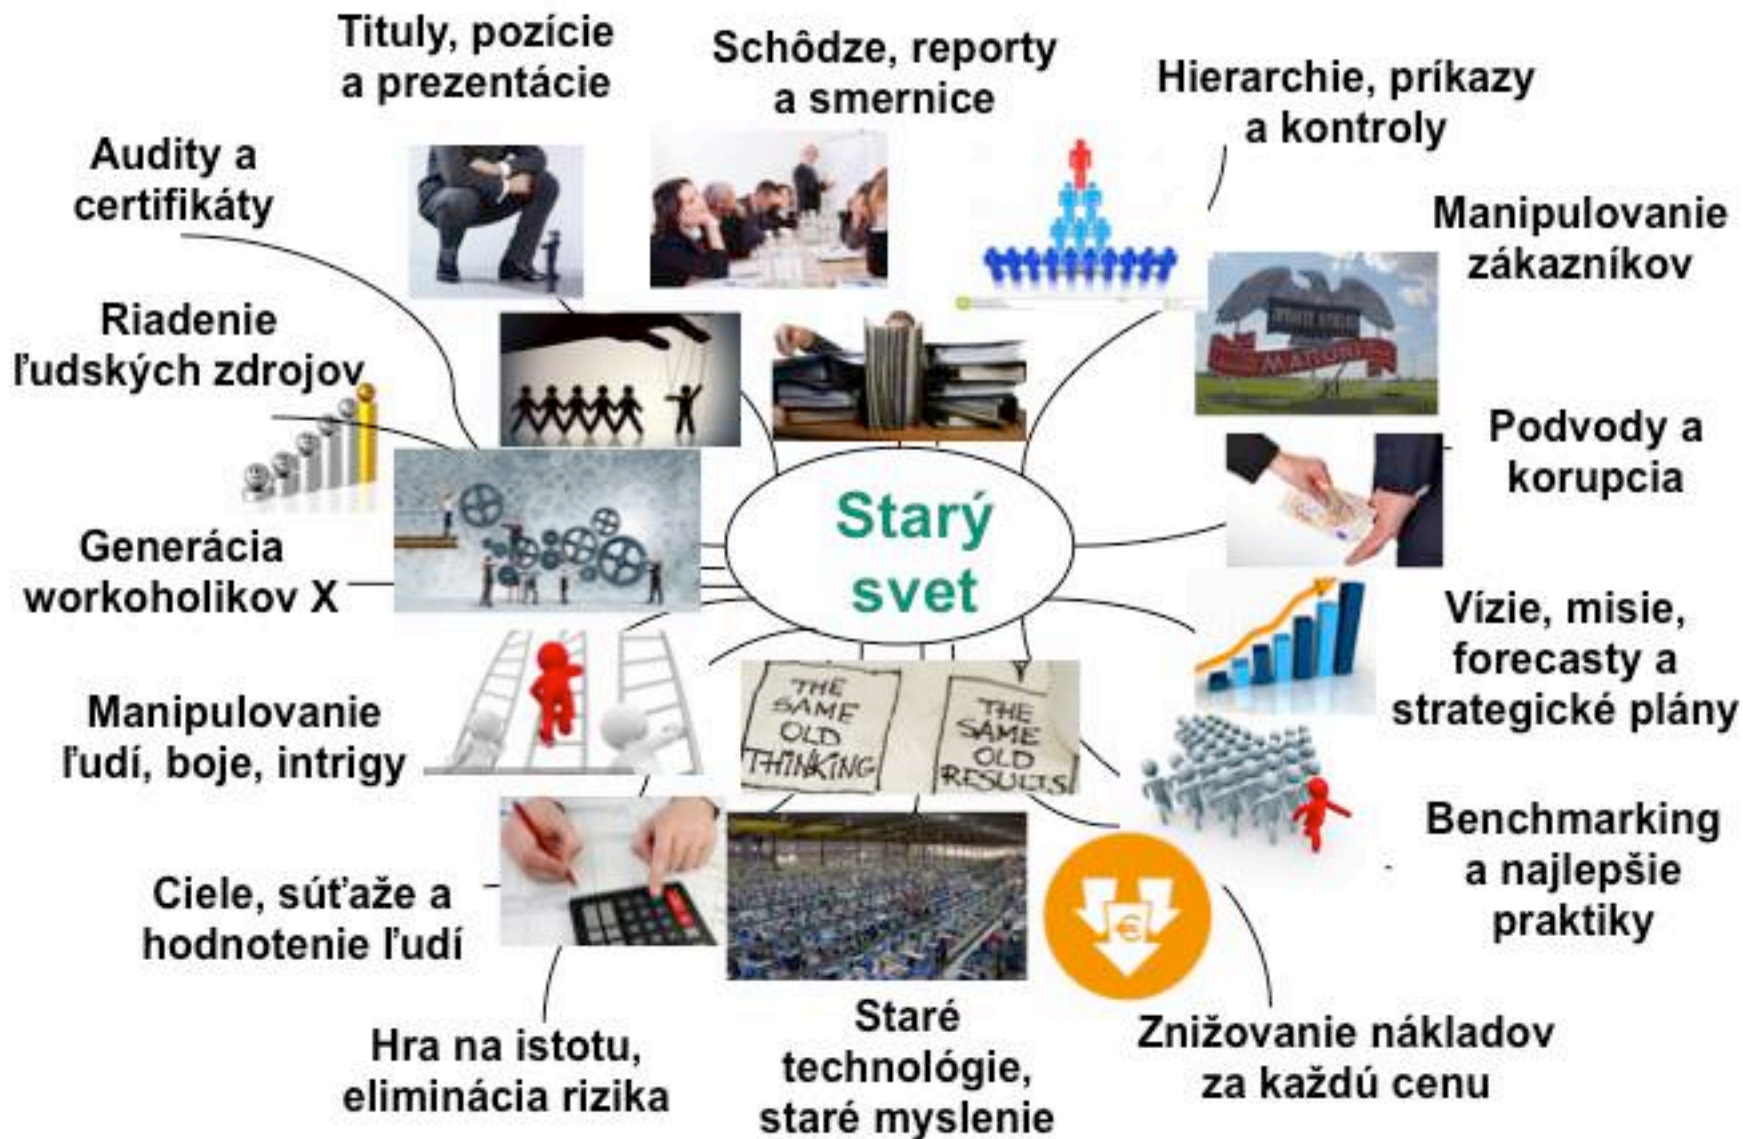 Tituly, pozície
a prezentácie
Schôdze, reporty
a smernice
Hierarchie, príkazy
a kontroly
Audity a
certifikáty
Manipulovanie
zákazníkov
Riadenie
ľudských zdrojov
MAHONEY
Podvody a
korupcia
Starý
svet
Generácia
workoholikov X
Vízie, misie,
forecasty a
strategické plány
Manipulovanie
ľudí, boje, intrigy
THE
SAME
OLD
THINKING
THE
SAME
OLD
RESULTS
Benchmarking
a najlepšie
praktiky
Ciele, súťaže a
hodnotenie ľudí
€
Hra na istotu,
eliminácia rizika
Staré
technológie,
staré myslenie
Znižovanie nákladov
za každú cenu